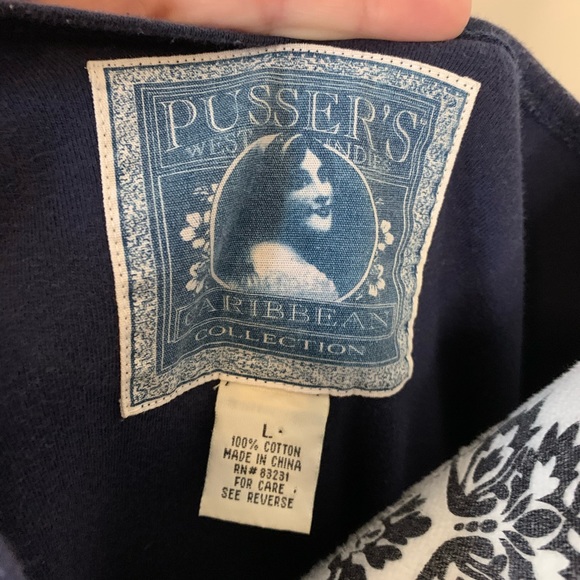 PUSSER'S
WEST INDIES
CARIBBEAN
COLLECTION
L
100% COTTON
MADE IN CHINA
RN# 83231
FOR CARE
SEE REVERSE